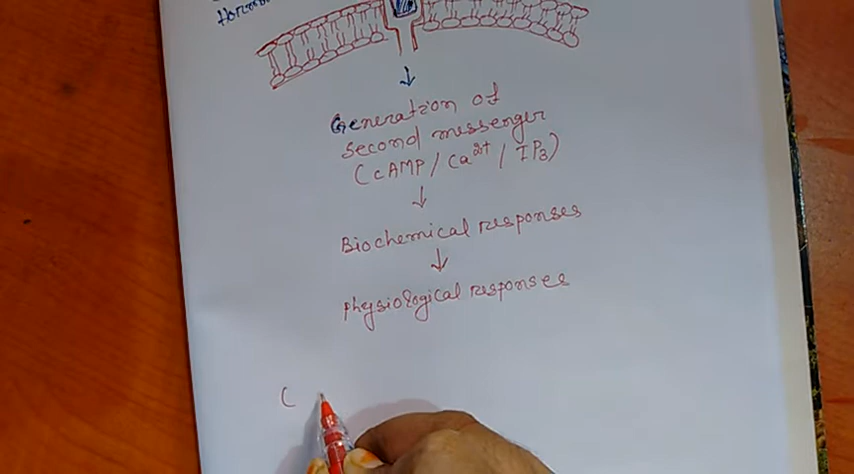 Generation of
second messenger
(cAMP / Ca²⁺ / IP₃)
↓
Biochemical responses
↓
Physiological responses
(